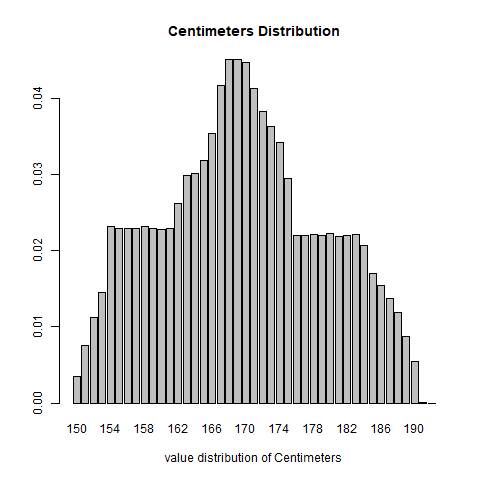 Centimeters Distribution
0.04
0.03
0.02
0.01
0.00
150 154 158 162 166 170 174 178 182 186 190
value distribution of Centimeters